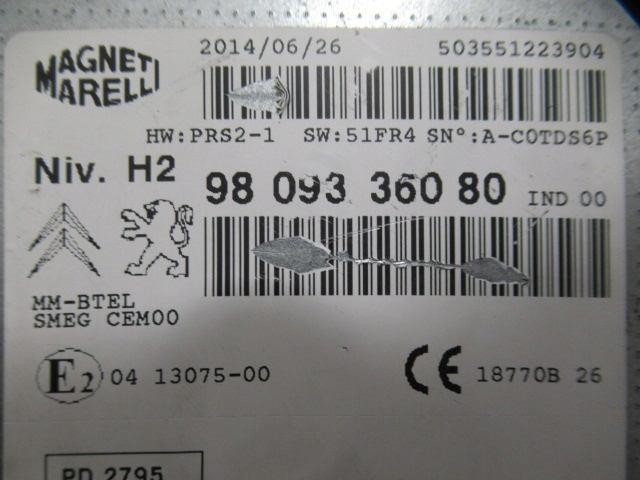 MAGNETI
MARELLI
2014/06/26 503551223904
HW:PRS2-1 SW:51FR4 SN°:A-C0TDS6P
Niv. H2
98 093 360 80 IND 00
MM-BTEL
SMEG CEM00
E2 04 13075-00
CE 18770B 26
PD 2795